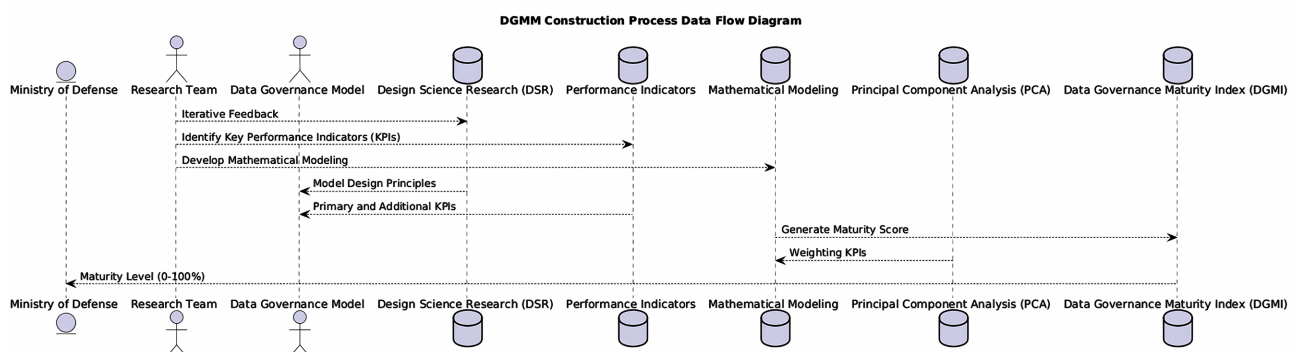 DGMM Construction Process Data Flow Diagram
Ministry of Defense Research Team Data Governance Model Design Science Research (DSR) Performance Indicators Mathematical Modeling Principal Component Analysis (PCA) Data Governance Maturity Index (DGMI)
Iterative Feedback
Identify Key Performance Indicators (KPIs)
Develop Mathematical Modeling
Model Design Principles
Primary and Additional KPIs
Generate Maturity Score
Weighting KPIs
Maturity Level (0-100%)
Ministry of Defense Research Team Data Governance Model Design Science Research (DSR) Performance Indicators Mathematical Modeling Principal Component Analysis (PCA) Data Governance Maturity Index (DGMI)